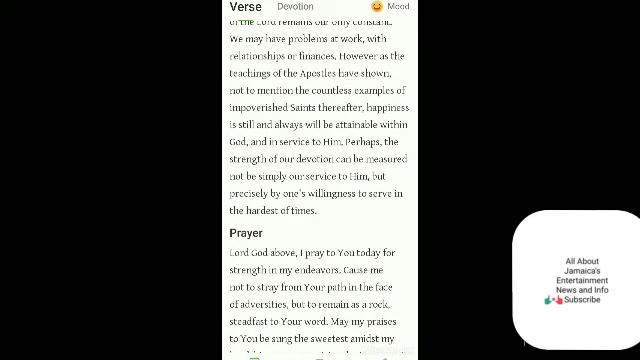 Verse Devotion Mood
of the Lord remains our only constant.
We may have problems at work, with
relationships or finances. However as the
teachings of the Apostles have shown,
not to mention the countless examples of
impoverished Saints thereafter, happiness
is still and always will be attainable within
God, and in service to Him. Perhaps, the
strength of our devotion can be measured
not be simply our service to Him, but
precisely by one's willingness to serve in
the hardest of times.
Prayer
Lord God above, I pray to You today for
strength in my endeavors. Cause me
not to stray from Your path in the face
of adversities, but to remain as a rock,
steadfast to Your word. May my praises
to You be sung the sweetest amidst my
All About
Jamaica's
Entertainment
News and Info
Subscribe